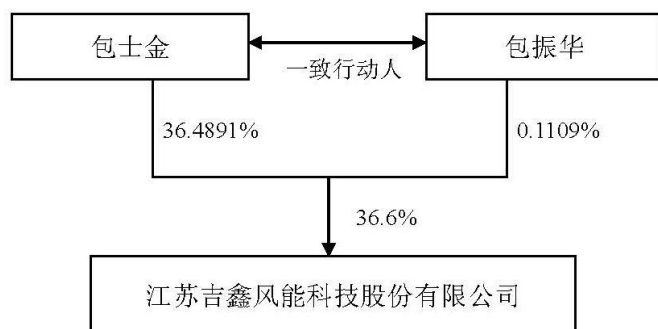 包士金
包振华
一致行动人
36.4891%
0.1109%
36.6%
江苏吉鑫风能科技股份有限公司